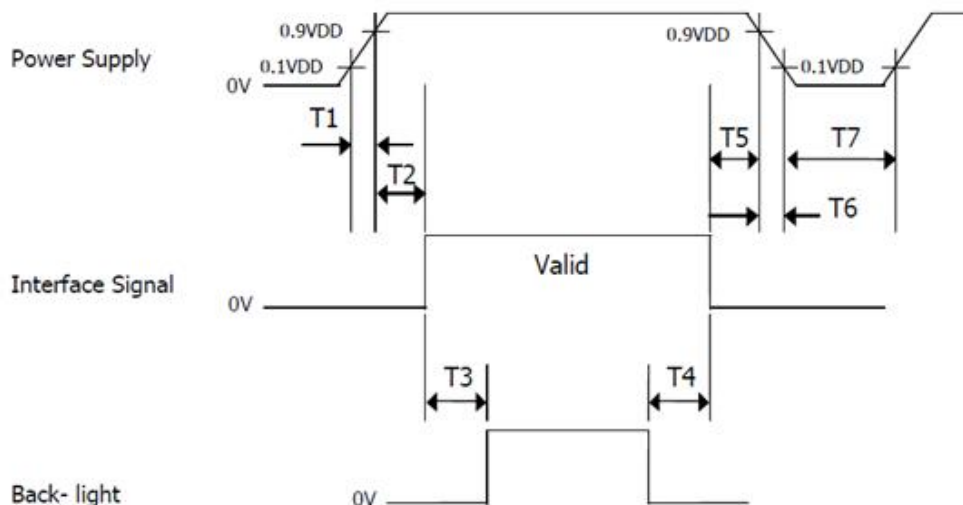 Power Supply
0.9VDD
0.1VDD
0V
0.9VDD
0.1VDD
T1
T2
T5
T7
T6
Interface Signal
0V
Valid
T3
T4
Back- light
0V